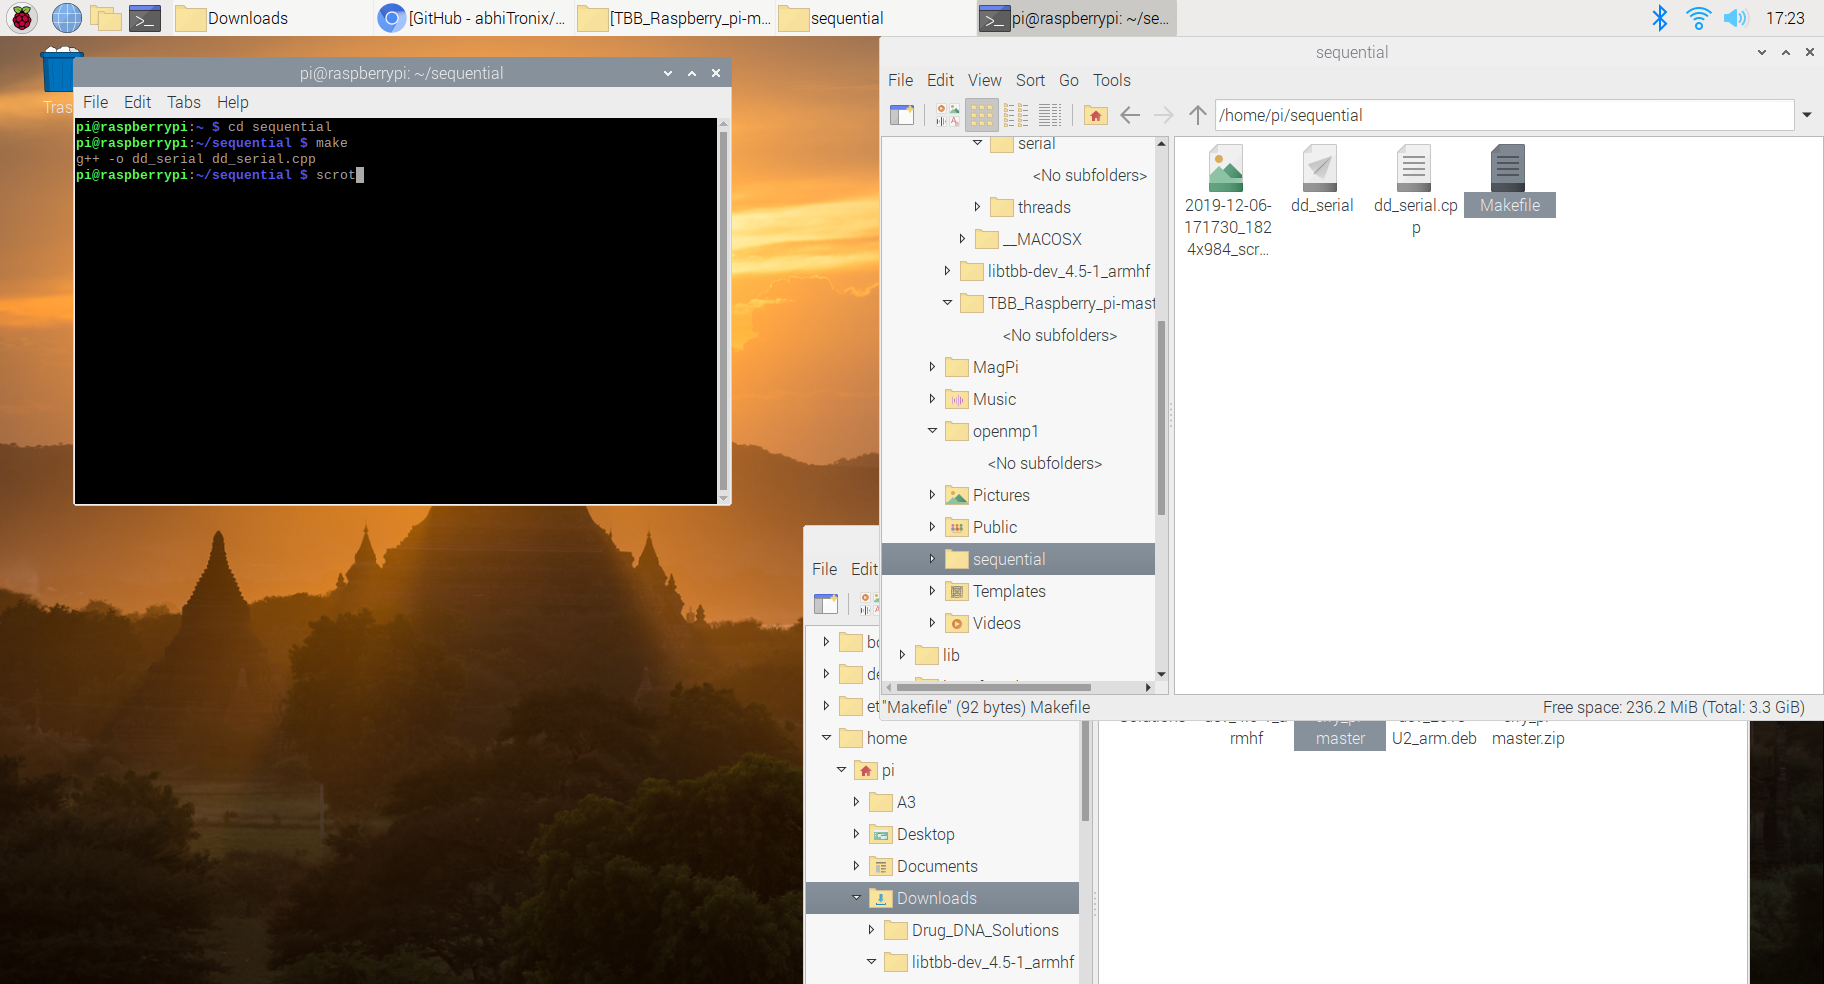 Downloads
[GitHub - abhiTronix/...
[TBB_Raspberry_pi-m...
sequential
pi@raspberrypi: ~/se...
17:23
Tras
pi@raspberrypi: ~/sequential
File Edit Tabs Help
pi@raspberrypi:~ $ cd sequential
pi@raspberrypi:~/sequential $ make
g++ -o dd_serial dd_serial.cpp
pi@raspberrypi:~/sequential $ scrot
sequential
File Edit View Sort Go Tools
/home/pi/sequential
serial
<No subfolders>
threads
__MACOSX
libtbb-dev_4.5-1_armhf
TBB_Raspberry_pi-mast
<No subfolders>
MagPi
Music
openmp1
<No subfolders>
Pictures
Public
sequential
Templates
Videos
lib
2019-12-06-
171730_182
4x984_scr...
dd_serial
dd_serial.cp
p
Makefile
"Makefile" (92 bytes) Makefile
Free space: 236.2 MiB (Total: 3.3 GiB)
File Edit
bo
de
et
home
pi
A3
Desktop
Documents
Downloads
Drug_DNA_Solutions
libtbb-dev_4.5-1_armhf
rmhf
master
U2_arm.deb
master.zip